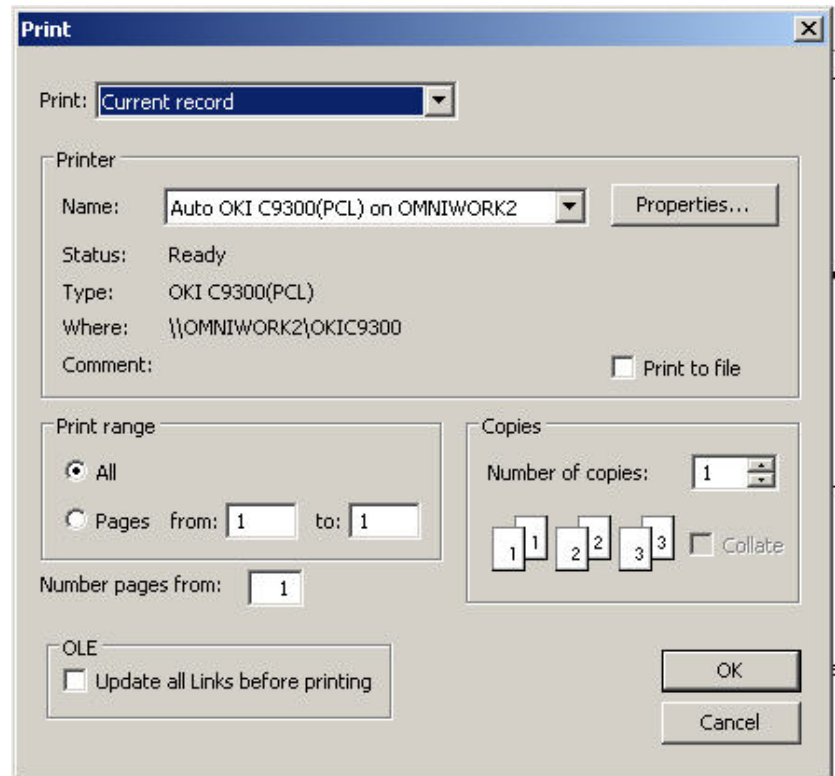 Print
Print: Current record
Printer
Name: Auto OKI C9300(PCL) on OMNIWORK2 Properties...
Status: Ready
Type: OKI C9300(PCL)
Where: \\OMNIWORK2\OKIC9300
Comment: Print to file
Print range
All
Pages from: 1 to: 1
Number pages from: 1
Copies
Number of copies: 1
1 1 2 2 3 3 Collate
OLE
Update all Links before printing
OK
Cancel